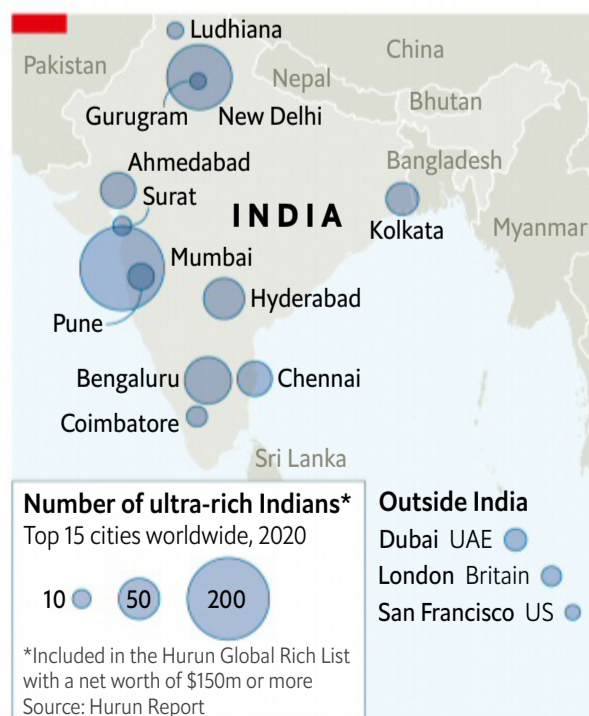 Ludhiana
China
Pakistan
Nepal
Gurugram New Delhi
Bhutan
Ahmedabad
Bangladesh
Surat
INDIA
Kolkata
Myanmar
Mumbai
Hyderabad
Pune
Bengaluru
Chennai
Coimbatore
Sri Lanka
Number of ultra-rich Indians*
Top 15 cities worldwide, 2020
10 50 200
*Included in the Hurun Global Rich List
with a net worth of $150m or more
Source: Hurun Report
Outside India
Dubai UAE
London Britain
San Francisco US